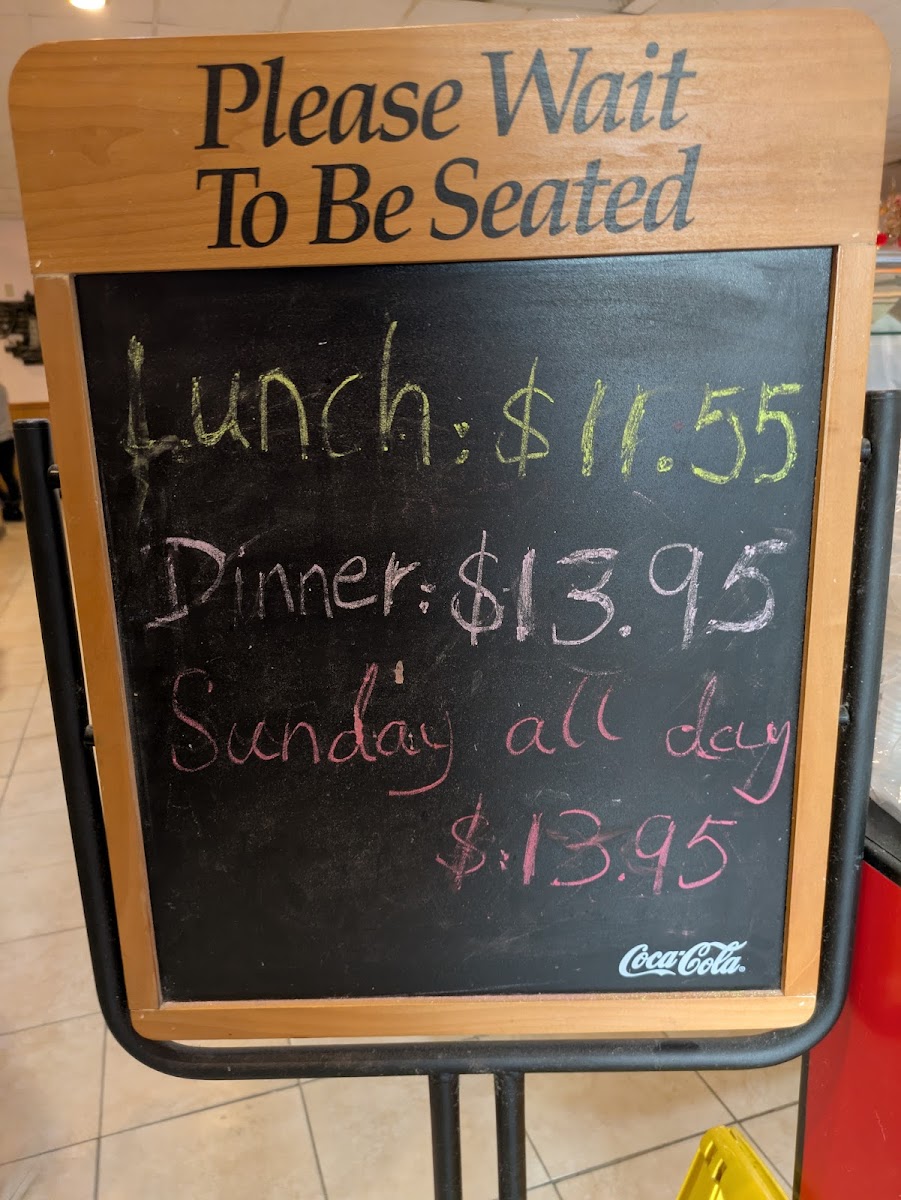 Please Wait
To Be Seated
Lunch: $11.55
Dinner: $13.95
Sunday all day
$.13.95
Coca-Cola